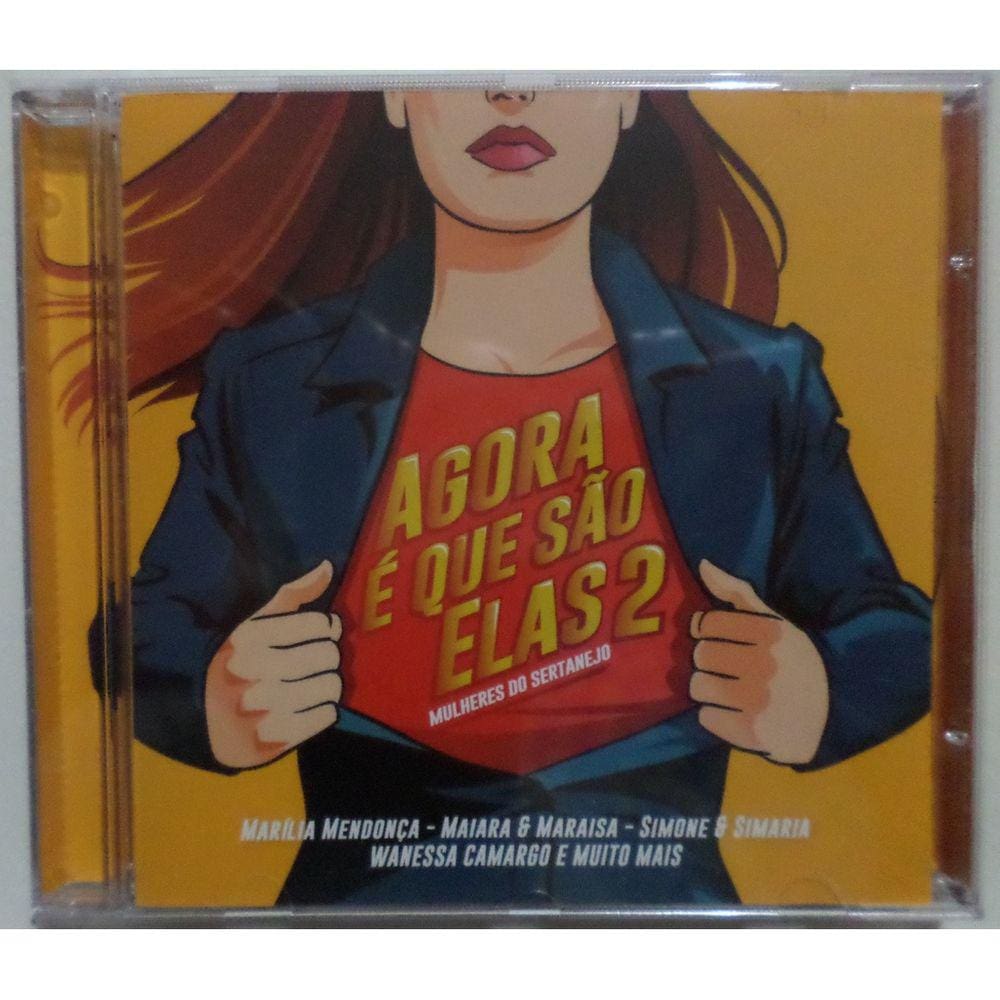 AGORA
É QUE SÃO
ELAS 2
MULHERES DO SERTANEJO
MARÍLIA MENDONÇA - MAIARA & MARAISA - SIMONE & SIMARIA
WANESSA CAMARGO E MUITO MAIS